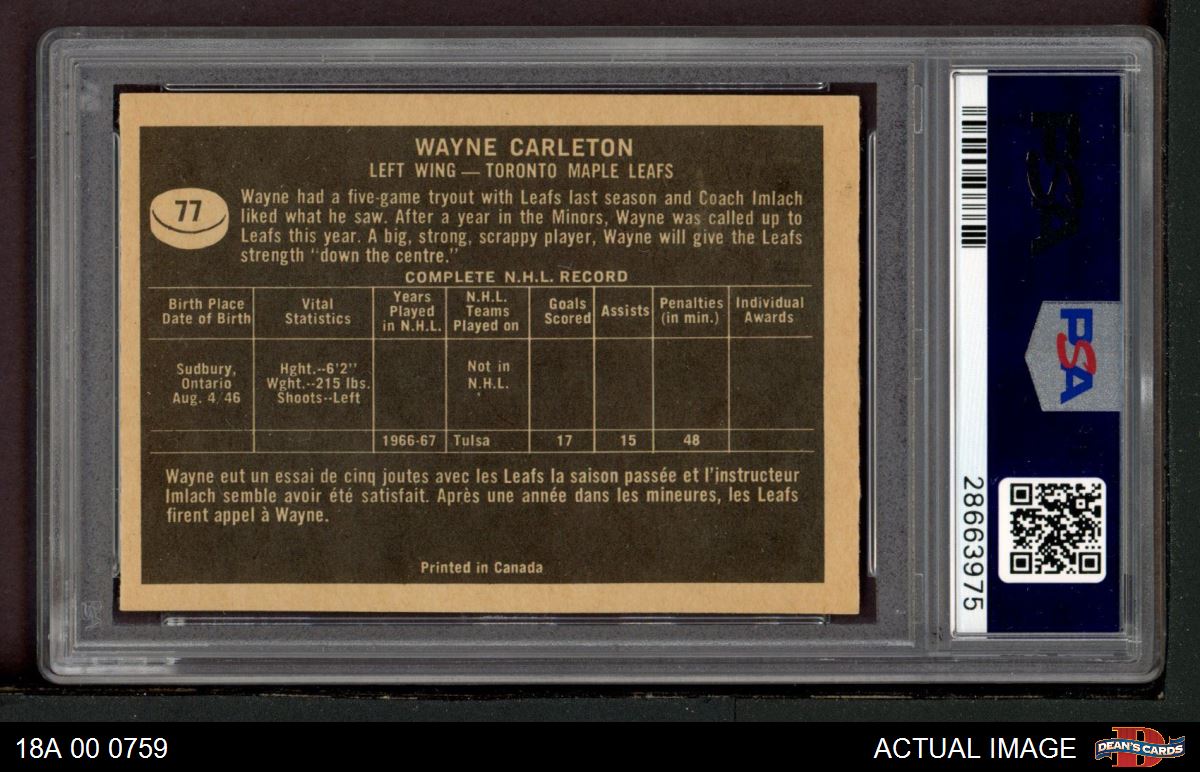 WAYNE CARLETON
LEFT WING — TORONTO MAPLE LEAFS
77
Wayne had a five-game tryout with Leafs last season and Coach Imlach
liked what he saw. After a year in the Minors, Wayne was called up to
Leafs this year. A big, strong, scrappy player, Wayne will give the Leafs
strength "down the centre."
COMPLETE N.H.L. RECORD
Birth Place
Date of Birth
Vital
Statistics
Years
Played
in N.H.L.
N.H.L.
Teams
Played on
Goals
Scored
Assists
Penalties
(in min.)
Individual
Awards
Sudbury,
Ontario
Aug. 4/46
Hght.--6'2"
Wght.--215 lbs.
Shoots--Left
Not in
N.H.L.
1966-67 Tulsa 17 15 48
Wayne eut un essai de cinq joutes avec les Leafs la saison passée et l'instructeur
Imlach semble avoir été satisfait. Après une année dans les mineures, les Leafs
firent appel à Wayne.
Printed in Canada
PSA
PSA
28663975
18A 00 0759
ACTUAL IMAGE
DEAN'S CARDS